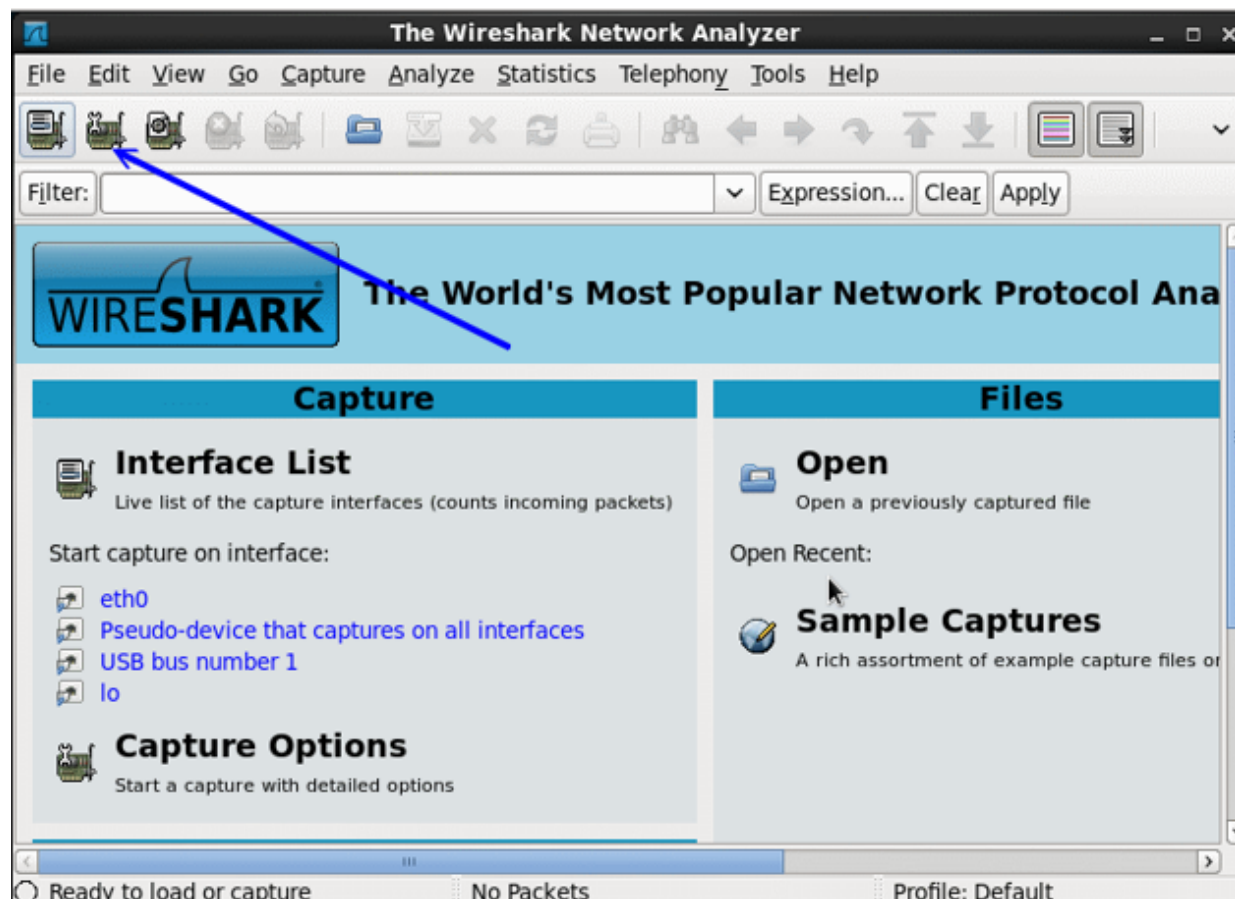 The Wireshark Network Analyzer
File Edit View Go Capture Analyze Statistics Telephony Tools Help
Filter: Expression... Clear Apply
WIRESHARK® The World's Most Popular Network Protocol Ana
Capture
Interface List
Live list of the capture interfaces (counts incoming packets)
Start capture on interface:
eth0
Pseudo-device that captures on all interfaces
USB bus number 1
lo
Capture Options
Start a capture with detailed options
Files
Open
Open a previously captured file
Open Recent:
Sample Captures
A rich assortment of example capture files or
Ready to load or capture No Packets Profile: Default